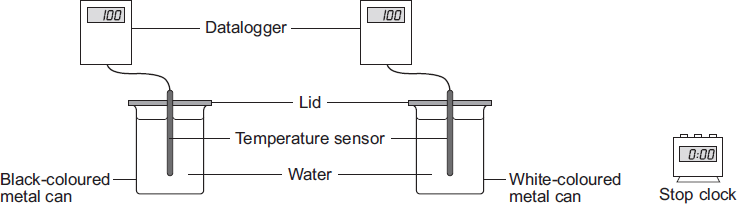 100
100
Datalogger
Lid
Temperature sensor
Black-coloured
metal can
Water
White-coloured
metal can
0:00
Stop clock